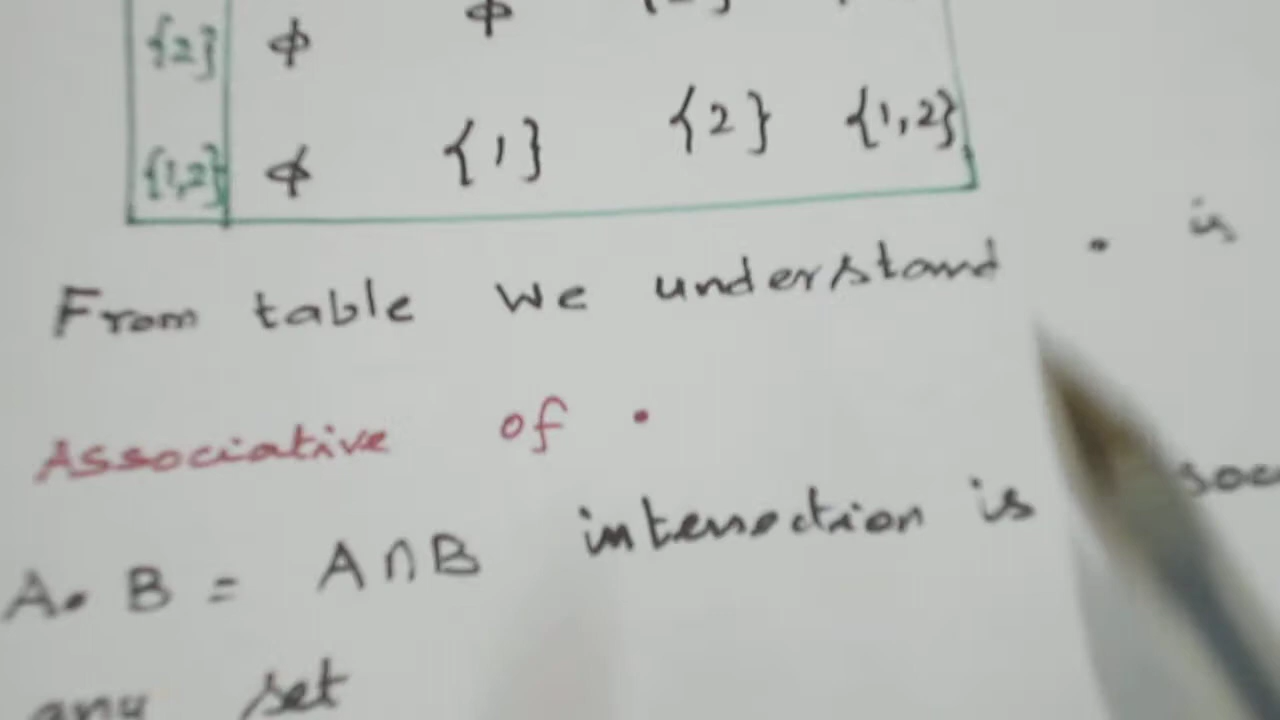 {2} ϕ ϕ
{1,2} ϕ {1} {2} {1,2}
From table we understand • is
Associative of •
A • B = A∩B intersection is
any set